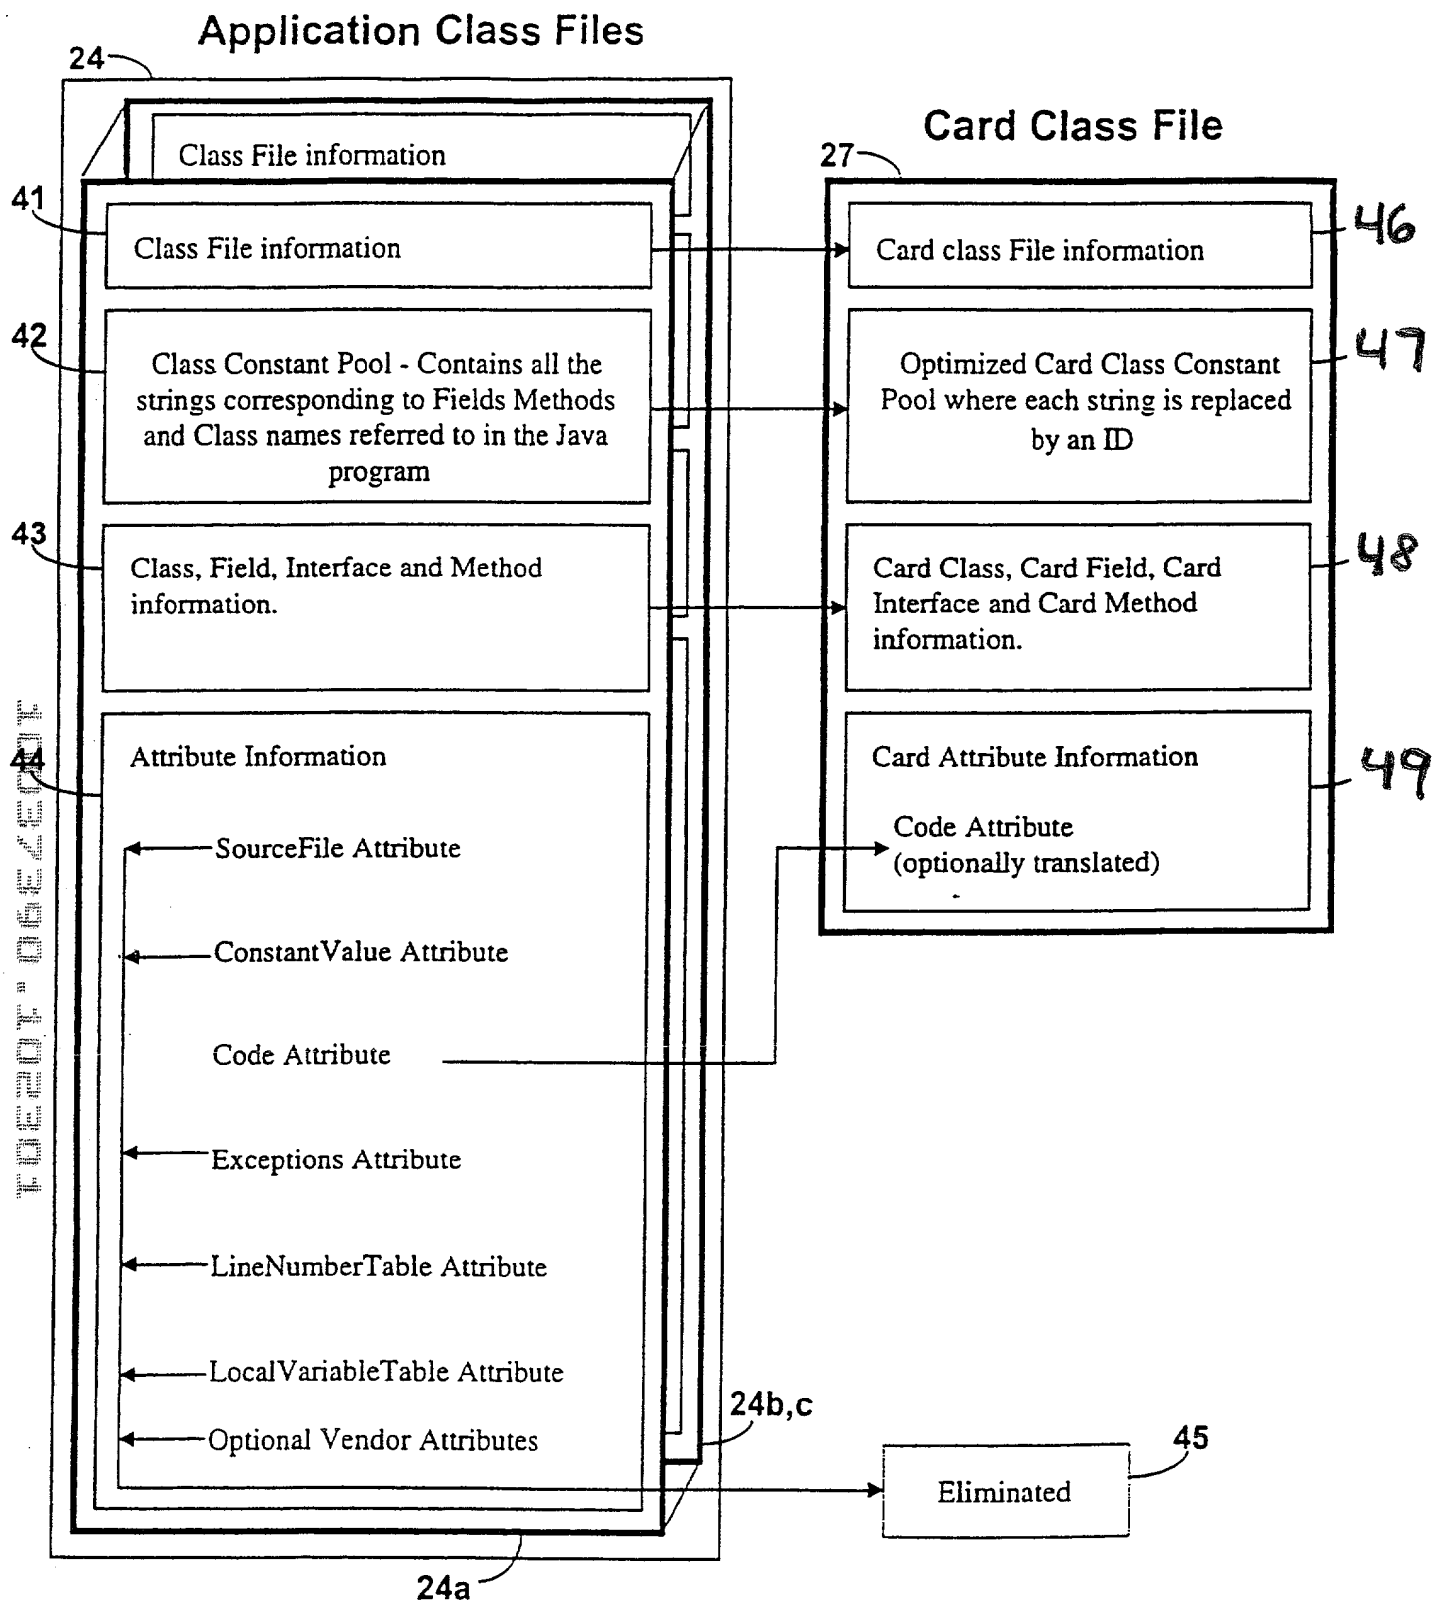 Application Class Files
24
Class File information
Card Class File
27
41
Class File information
Card class File information
46
42
Class Constant Pool - Contains all the
strings corresponding to Fields Methods
and Class names referred to in the Java
program
Optimized Card Class Constant
Pool where each string is replaced
by an ID
47
43
Class, Field, Interface and Method
information.
Card Class, Card Field, Card
Interface and Card Method
information.
48
44
Attribute Information
SourceFile Attribute
ConstantValue Attribute
Code Attribute
Exceptions Attribute
LineNumberTable Attribute
LocalVariableTable Attribute
Optional Vendor Attributes
Card Attribute Information
Code Attribute
(optionally translated)
49
24b,c
45
Eliminated
24a